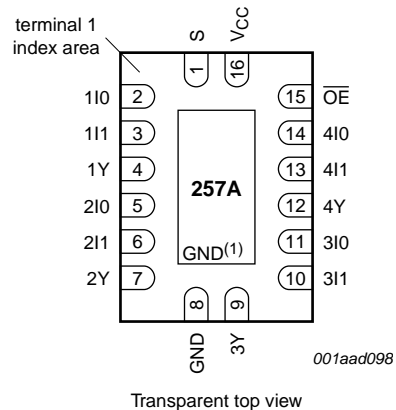 terminal 1
index area
S
VCC
1
16
1I0 2
15 OE
1I1 3
14 4I0
1Y 4
13 4I1
2I0 5
12 4Y
2I1 6
11 3I0
2Y 7
10 3I1
257A
GND(1)
8
9
GND
3Y
001aad098
Transparent top view